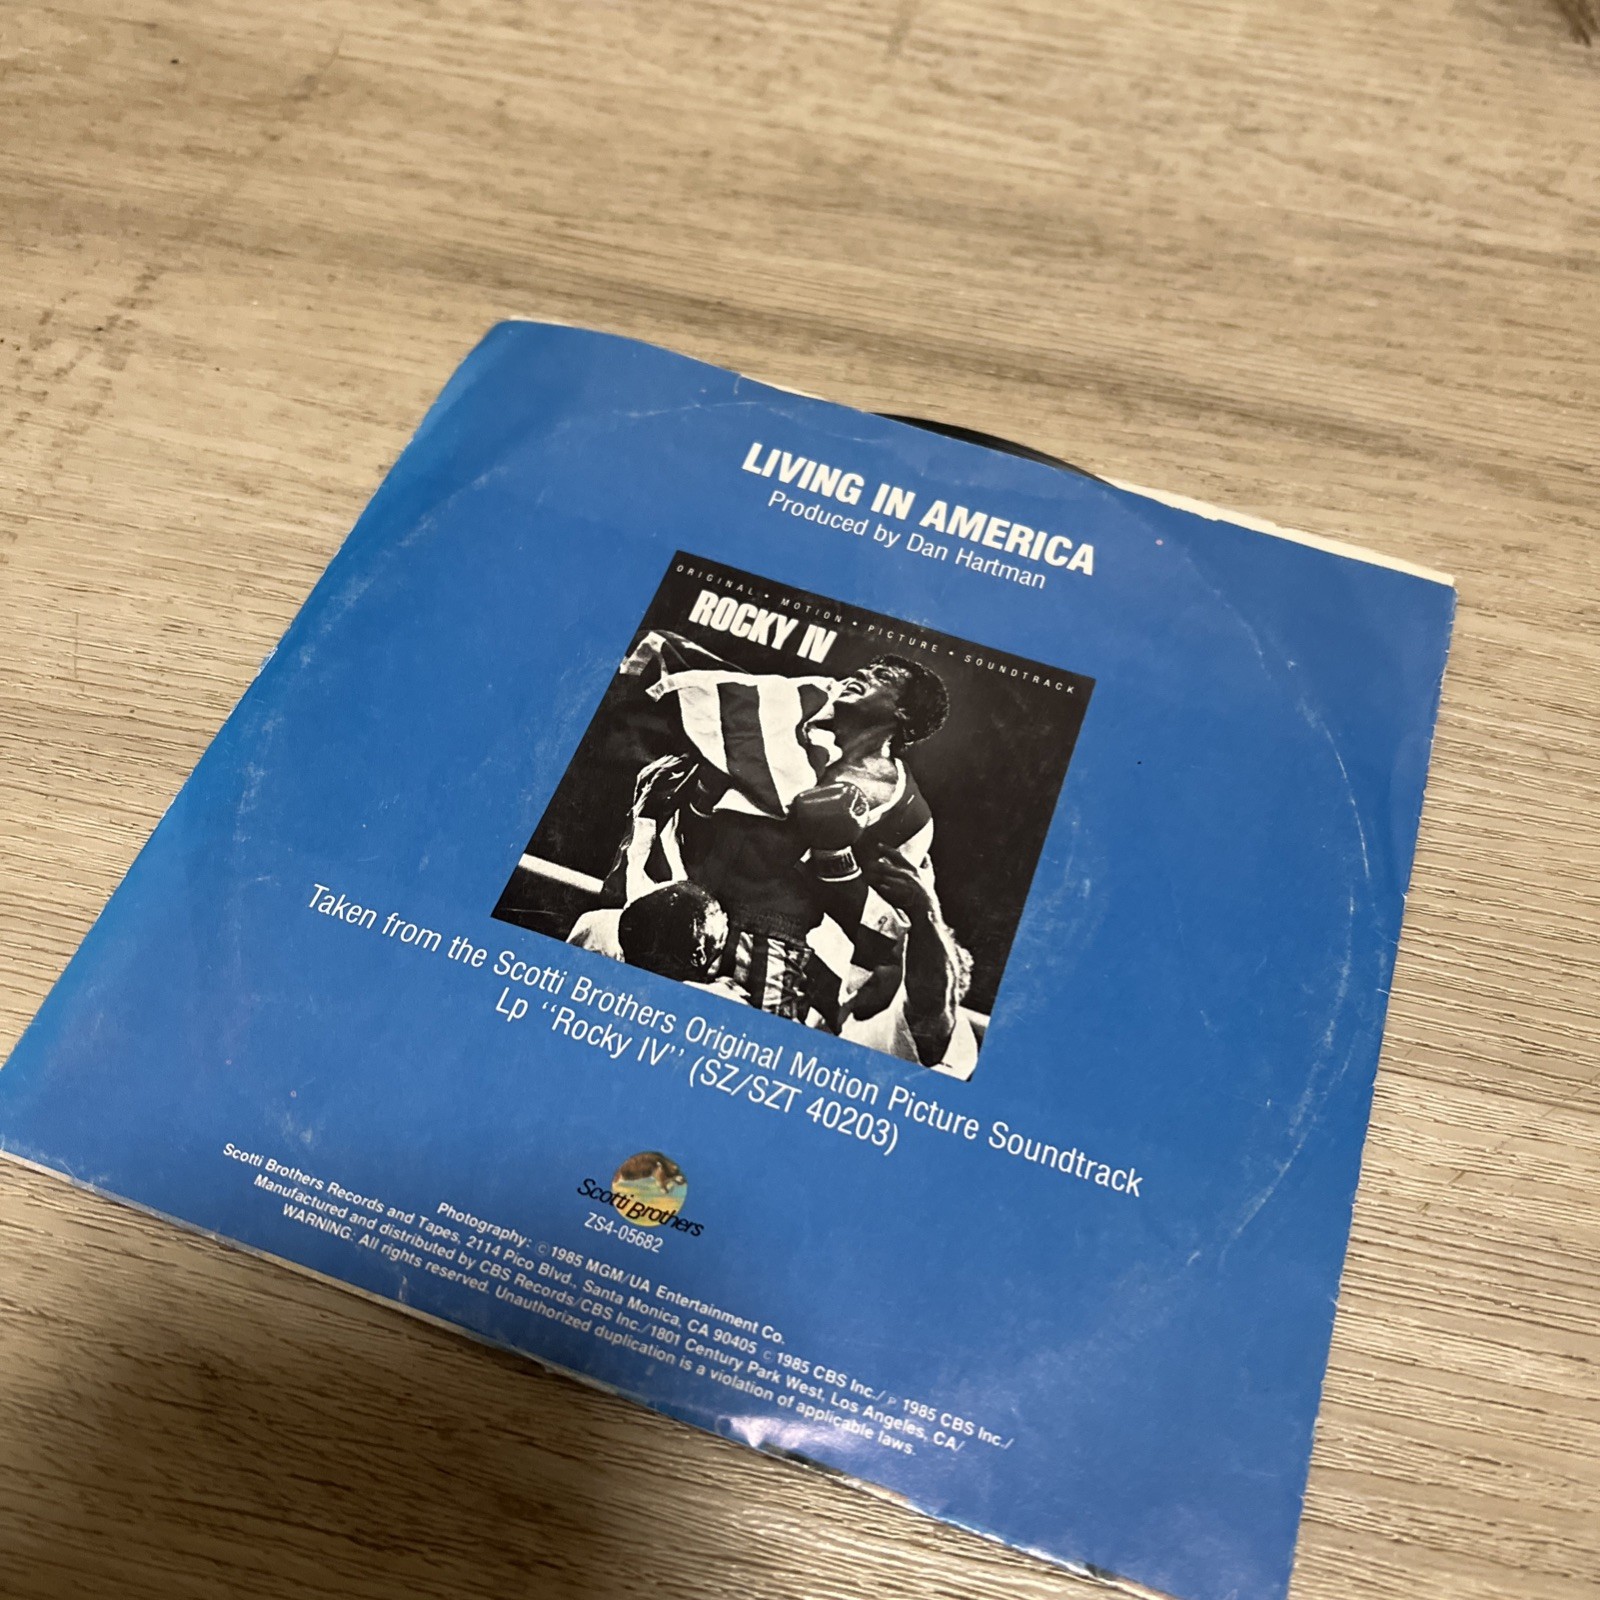 LIVING IN AMERICA
Produced by Dan Hartman
ORIGINAL • MOTION • PICTURE • SOUNDTRACK
ROCKY IV
Taken from the Scotti Brothers Original Motion Picture Soundtrack
Lp “Rocky IV” (SZ/SZT 40203)
Scotti Brothers
ZS4-05682
Photography: ©1985 MGM/UA Entertainment Co.
Scotti Brothers Records and Tapes, 2114 Pico Blvd., Santa Monica, CA 90405 ©1985 CBS Inc./ ℗ 1985 CBS Inc./
Manufactured and distributed by CBS Records/CBS Inc./1801 Century Park West, Los Angeles, CA/
WARNING: All rights reserved. Unauthorized duplication is a violation of applicable laws.